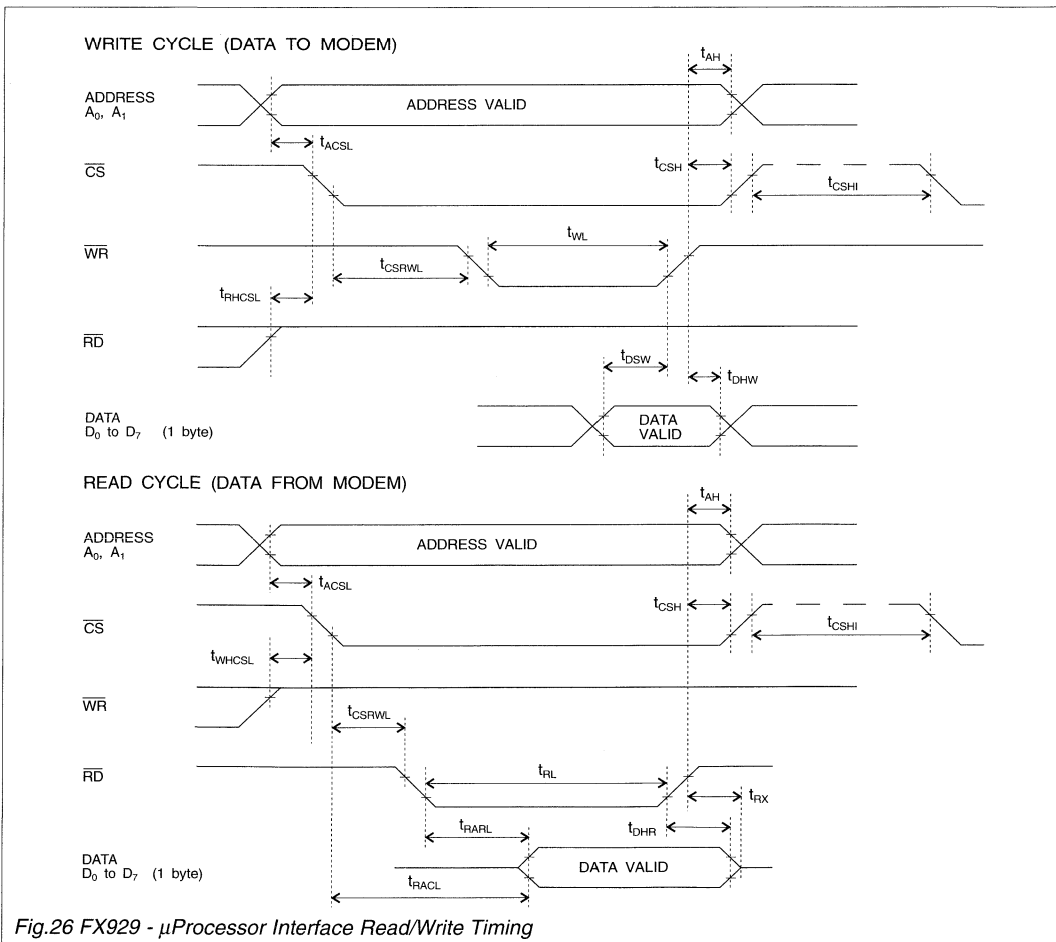 WRITE CYCLE (DATA TO MODEM)
tAH
ADDRESS
A0, A1
ADDRESS VALID
tACSL
CS
tCSH
tCSHI
WR
tWL
tCSRWL
tRHCSL
RD
tDSW
tDHW
DATA
D0 to D7 (1 byte)
DATA
VALID
READ CYCLE (DATA FROM MODEM)
tAH
ADDRESS
A0, A1
ADDRESS VALID
tACSL
CS
tCSH
tCSHI
tWHCSL
WR
tCSRWL
RD
tRL
tRX
tRARL
tDHR
DATA
D0 to D7 (1 byte)
DATA VALID
tRACL
Fig.26 FX929 - µProcessor Interface Read/Write Timing